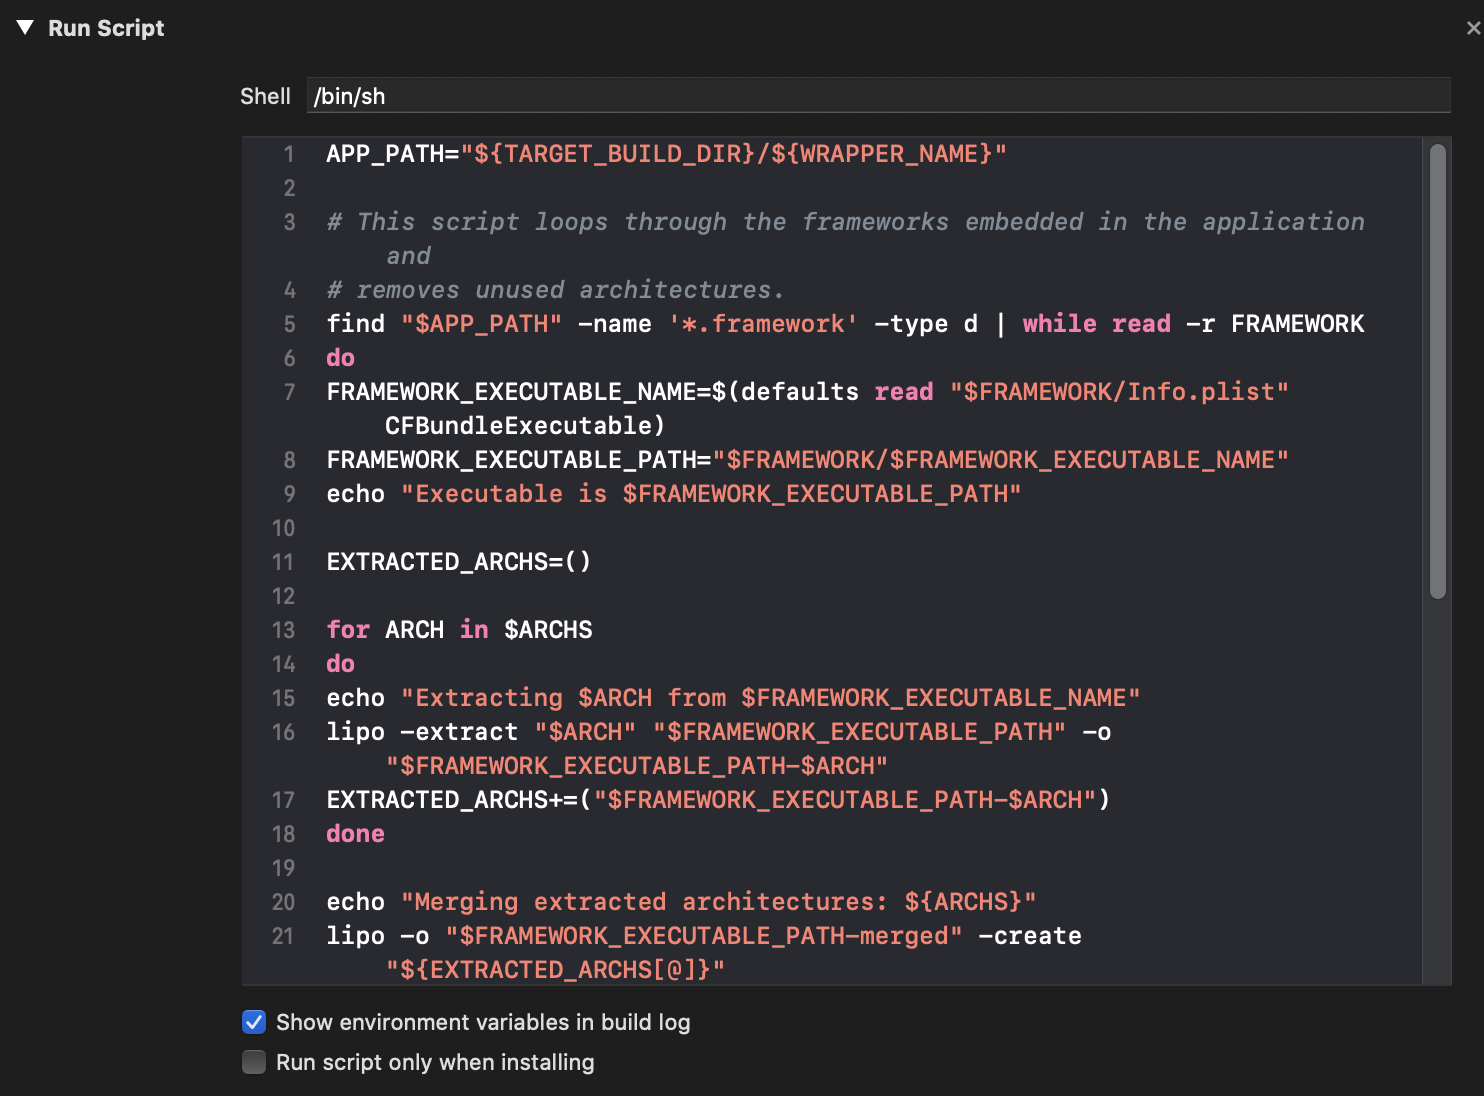 Run Script
Shell /bin/sh
1 APP_PATH="${TARGET_BUILD_DIR}/${WRAPPER_NAME}"
2
3 # This script loops through the frameworks embedded in the application
and
4 # removes unused architectures.
5 find "$APP_PATH" -name '*.framework' -type d | while read -r FRAMEWORK
6 do
7 FRAMEWORK_EXECUTABLE_NAME=$(defaults read "$FRAMEWORK/Info.plist"
CFBundleExecutable)
8 FRAMEWORK_EXECUTABLE_PATH="$FRAMEWORK/$FRAMEWORK_EXECUTABLE_NAME"
9 echo "Executable is $FRAMEWORK_EXECUTABLE_PATH"
10
11 EXTRACTED_ARCHS=()
12
13 for ARCH in $ARCHS
14 do
15 echo "Extracting $ARCH from $FRAMEWORK_EXECUTABLE_NAME"
16 lipo -extract "$ARCH" "$FRAMEWORK_EXECUTABLE_PATH" -o
"$FRAMEWORK_EXECUTABLE_PATH-$ARCH"
17 EXTRACTED_ARCHS+=("$FRAMEWORK_EXECUTABLE_PATH-$ARCH")
18 done
19
20 echo "Merging extracted architectures: ${ARCHS}"
21 lipo -o "$FRAMEWORK_EXECUTABLE_PATH-merged" -create
"${EXTRACTED_ARCHS[@]}"
Show environment variables in build log
Run script only when installing